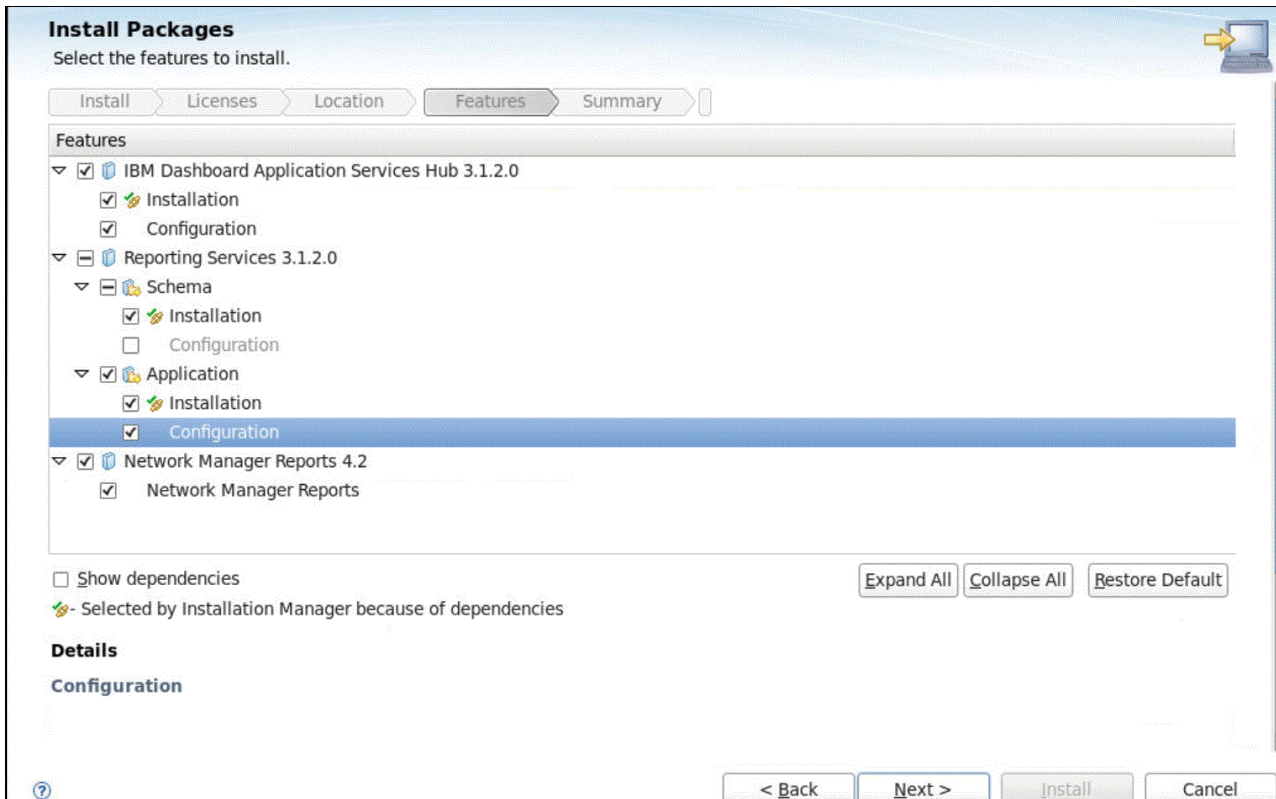 Install Packages
Select the features to install.
Install Licenses Location Features Summary
Features
IBM Dashboard Application Services Hub 3.1.2.0
Installation
Configuration
Reporting Services 3.1.2.0
Schema
Installation
Configuration
Application
Installation
Configuration
Network Manager Reports 4.2
Network Manager Reports
Show dependencies Expand All Collapse All Restore Default
- Selected by Installation Manager because of dependencies
Details
Configuration
? < Back Next > Install Cancel